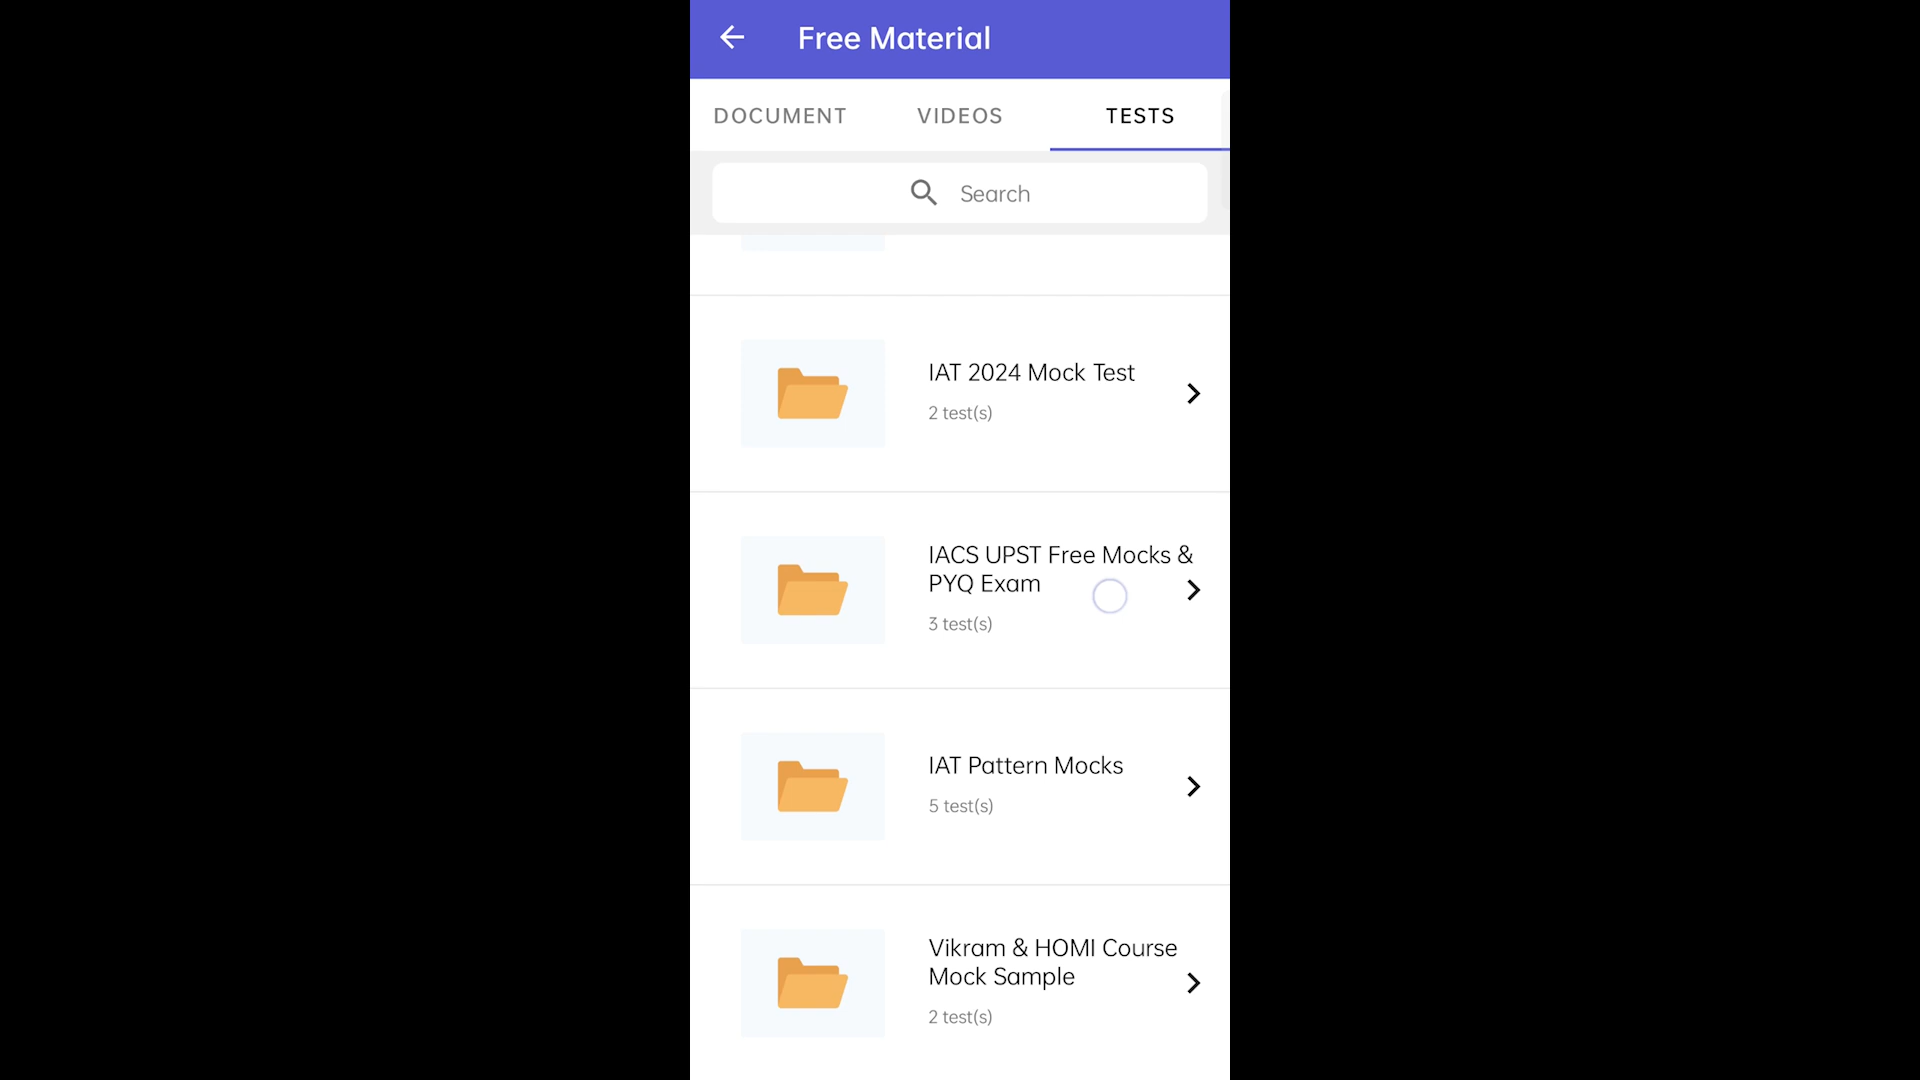 Free Material
DOCUMENT
VIDEOS
TESTS
Search
IAT 2024 Mock Test
2 test(s)
IACS UPST Free Mocks &
PYQ Exam
3 test(s)
IAT Pattern Mocks
5 test(s)
Vikram & HOMI Course
Mock Sample
2 test(s)